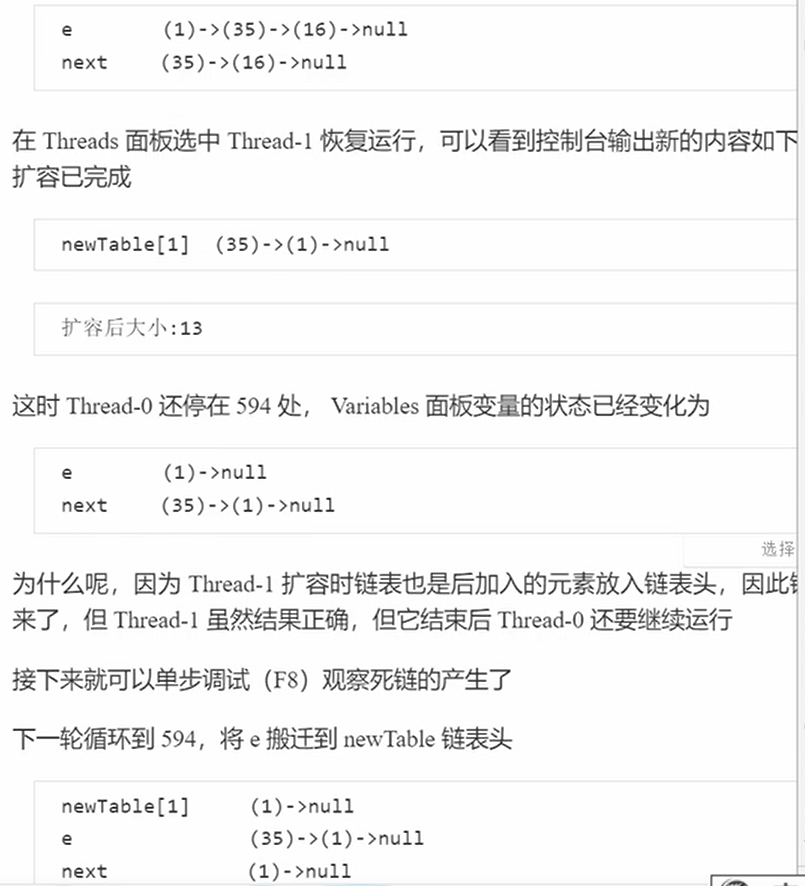 e (1)->(35)->(16)->null
next (35)->(16)->null
在 Threads 面板选中 Thread-1 恢复运行，可以看到控制台输出新的内容如下
扩容已完成
newTable[1] (35)->(1)->null
扩容后大小:13
这时 Thread-0 还停在 594 处， Variables 面板变量的状态已经变化为
e (1)->null
next (35)->(1)->null
选择
为什么呢，因为 Thread-1 扩容时链表也是后加入的元素放入链表头，因此
来了，但 Thread-1 虽然结果正确，但它结束后 Thread-0 还要继续运行
接下来就可以单步调试（F8）观察死链的产生了
下一轮循环到 594，将 e 搬迁到 newTable 链表头
newTable[1] (1)->null
e (35)->(1)->null
next (1)->null